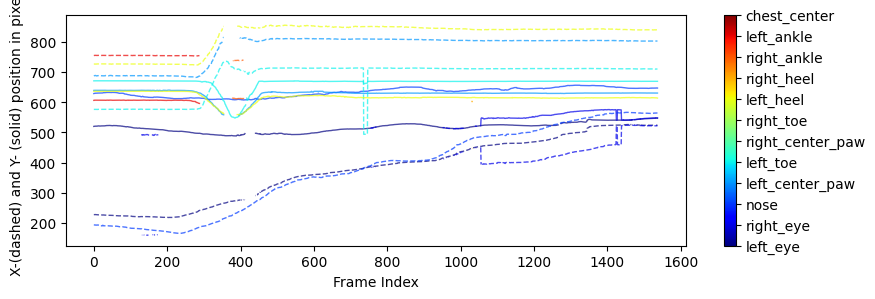 X-(dashed) and Y- (solid) position in pixe
800
700
600
500
400
300
200
0
200
400
600
800
1000
1200
1400
1600
Frame Index
chest_center
left_ankle
right_ankle
right_heel
left_heel
right_toe
right_center_paw
left_toe
left_center_paw
nose
right_eye
left_eye